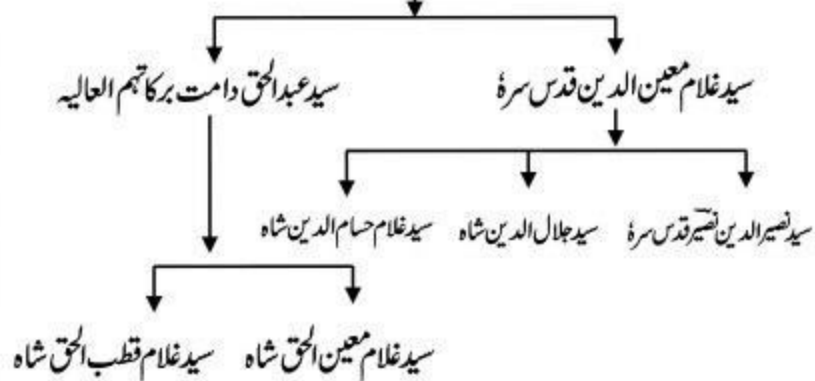 سید غلام معین الدین قدس سرہٗ
سید عبدالحق دامت برکاتہم العالیہ
سید نصیر الدین نصیرؔ قدس سرہٗ
سید جلال الدین شاہ
سید غلام حسام الدین شاہ
سید غلام معین الحق شاہ
سید غلام قطب الحق شاہ